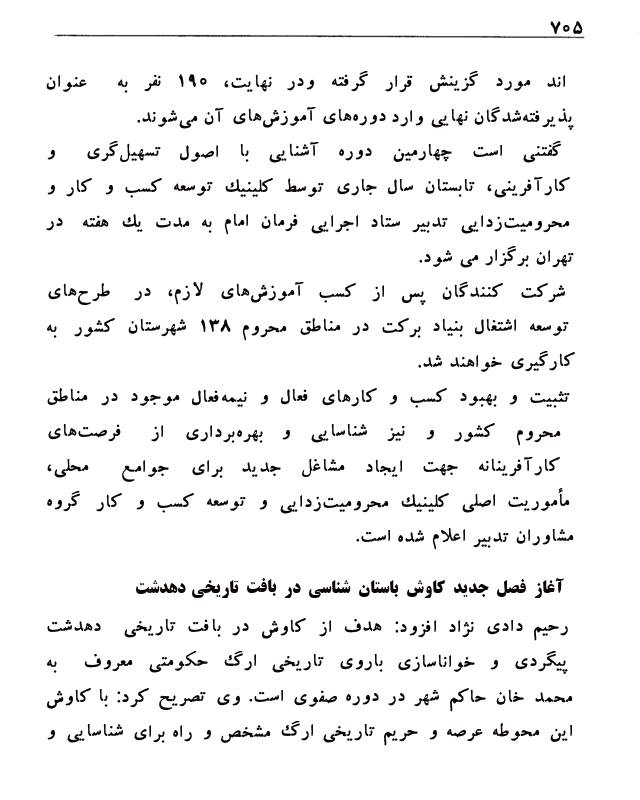 ۷۰۵
اند مورد گزینش قرار گرفته ودر نهایت، ۱۹۰ نفر به عنوان
پذیرفته‌شدگان نهایی وارد دوره‌های آموزش‌های آن می‌شوند.
گفتنی است چهارمین دوره آشنایی با اصول تسهیل‌گری و
کارآفرینی، تابستان سال جاری توسط کلینیك توسعه کسب و کار و
محرومیت‌زدایی تدبیر ستاد اجرایی فرمان امام به مدت یك هفته در
تهران برگزار می شود.
شرکت کنندگان پس از کسب آموزش‌های لازم، در طرح‌های
توسعه اشتغال بنیاد برکت در مناطق محروم ۱۳۸ شهرستان کشور به
کارگیری خواهند شد.
تثبیت و بهبود کسب و کارهای فعال و نیمه‌فعال موجود در مناطق
محروم کشور و نیز شناسایی و بهره‌برداری از فرصت‌های
کارآفرینانه جهت ایجاد مشاغل جدید برای جوامع محلی،
مأموریت اصلی کلینیك محرومیت‌زدایی و توسعه کسب و کار گروه
مشاوران تدبیر اعلام شده است.
آغاز فصل جدید کاوش باستان شناسی در بافت تاریخی دهدشت
رحیم دادی نژاد افزود: هدف از کاوش در بافت تاریخی دهدشت
پیگردی و خواناسازی باروی تاریخی ارگ حکومتی معروف به
محمد خان حاکم شهر در دوره صفوی است. وی تصریح کرد: با کاوش
این محوطه عرصه و حریم تاریخی ارگ مشخص و راه برای شناسایی و